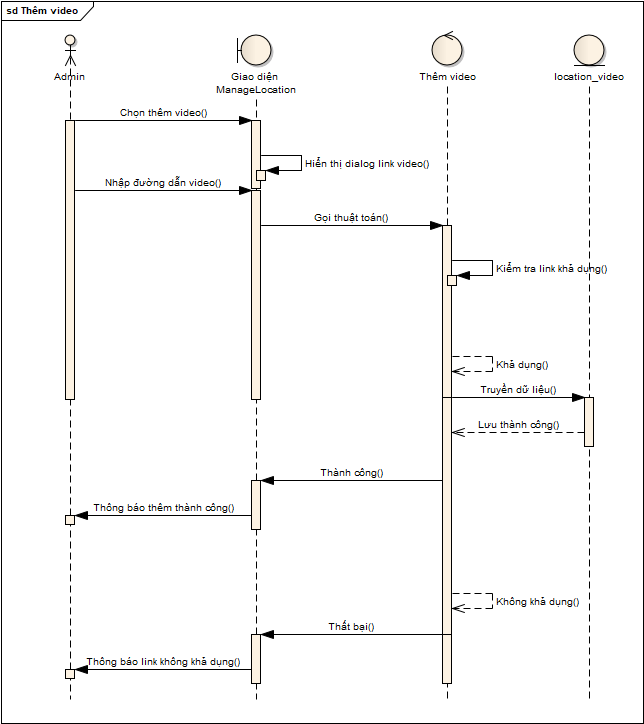 sd Thêm video
Admin
Giao diện
ManageLocation
Thêm video
location_video
Chọn thêm video()
Hiển thị dialog link video()
Nhập đường dẫn video()
Gọi thuật toán()
Kiểm tra link khả dụng()
Khả dụng()
Truyền dữ liệu()
Lưu thành công()
Thành công()
Thông báo thêm thành công()
Không khả dụng()
Thất bại()
Thông báo link không khả dụng()